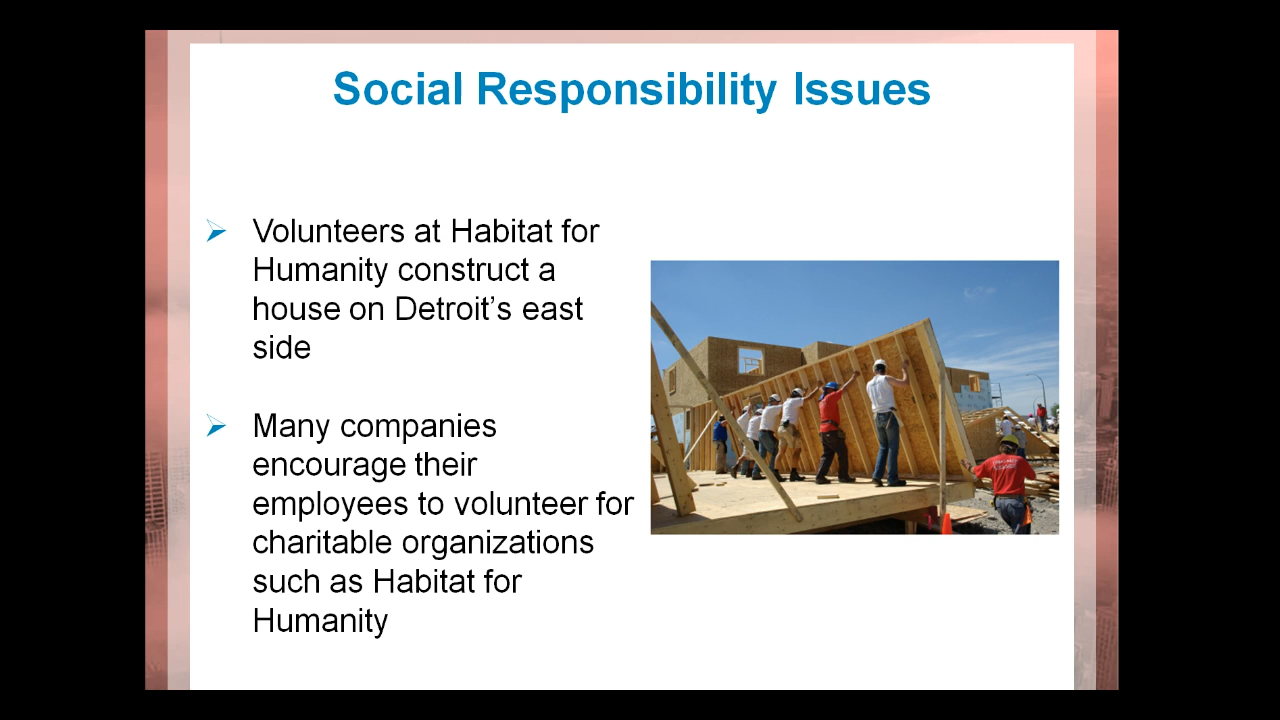 Social Responsibility Issues
Volunteers at Habitat for
Humanity construct a
house on Detroit’s east
side
Many companies
encourage their
employees to volunteer for
charitable organizations
such as Habitat for
Humanity